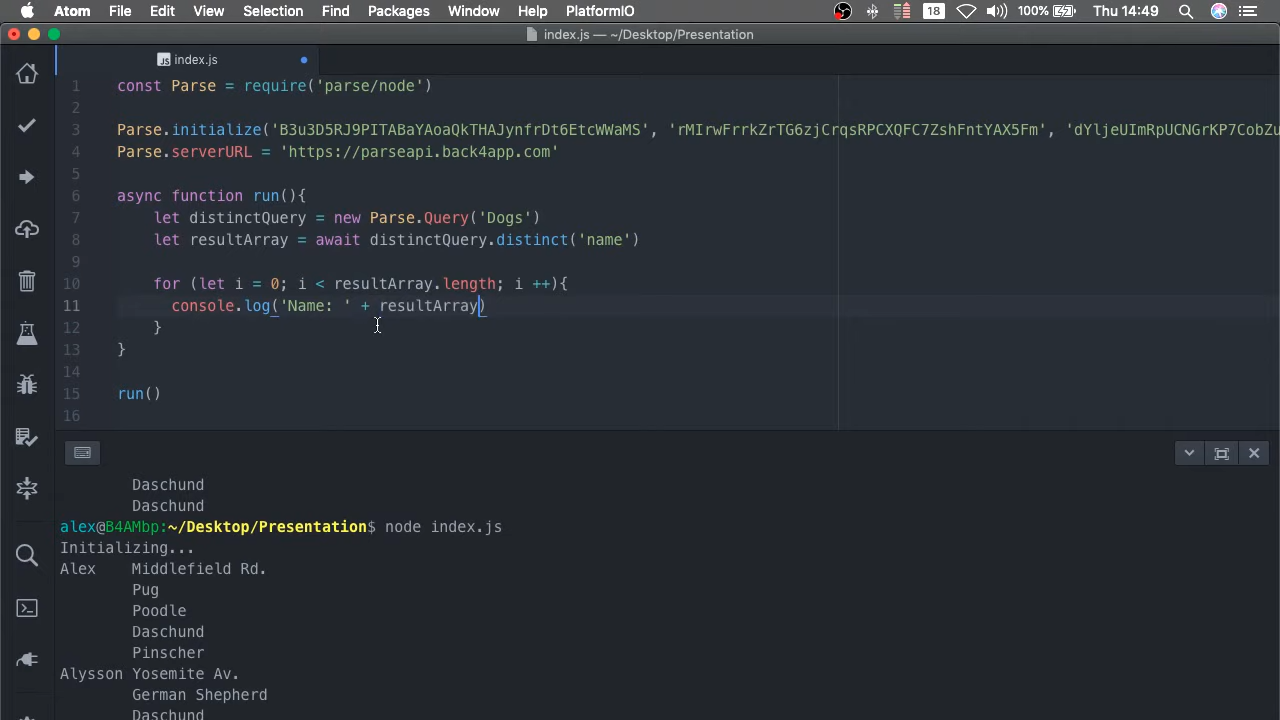 Atom File Edit View Selection Find Packages Window Help PlatformIO 18 100% Thu 14:49
index.js — ~/Desktop/Presentation
JS index.js
1 const Parse = require('parse/node')
2
3 Parse.initialize('B3u3D5RJ9PITABaYAoaQkTHAJynfrDt6EtcWWaMS', 'rMIrwFrrkZrTG6zjCrqsRPCXQFC7ZshFntYAX5Fm', 'dYljeUImRpUCNGrKP7CobZu
4 Parse.serverURL = 'https://parseapi.back4app.com'
5
6 async function run(){
7 let distinctQuery = new Parse.Query('Dogs')
8 let resultArray = await distinctQuery.distinct('name')
9
10 for (let i = 0; i < resultArray.length; i ++){
11 console.log('Name: ' + resultArray)
12 }
13 }
14
15 run()
16
Daschund
Daschund
alex@B4AMbp:~/Desktop/Presentation$ node index.js
Initializing...
Alex Middlefield Rd.
Pug
Poodle
Daschund
Pinscher
Alysson Yosemite Av.
German Shepherd
Daschund